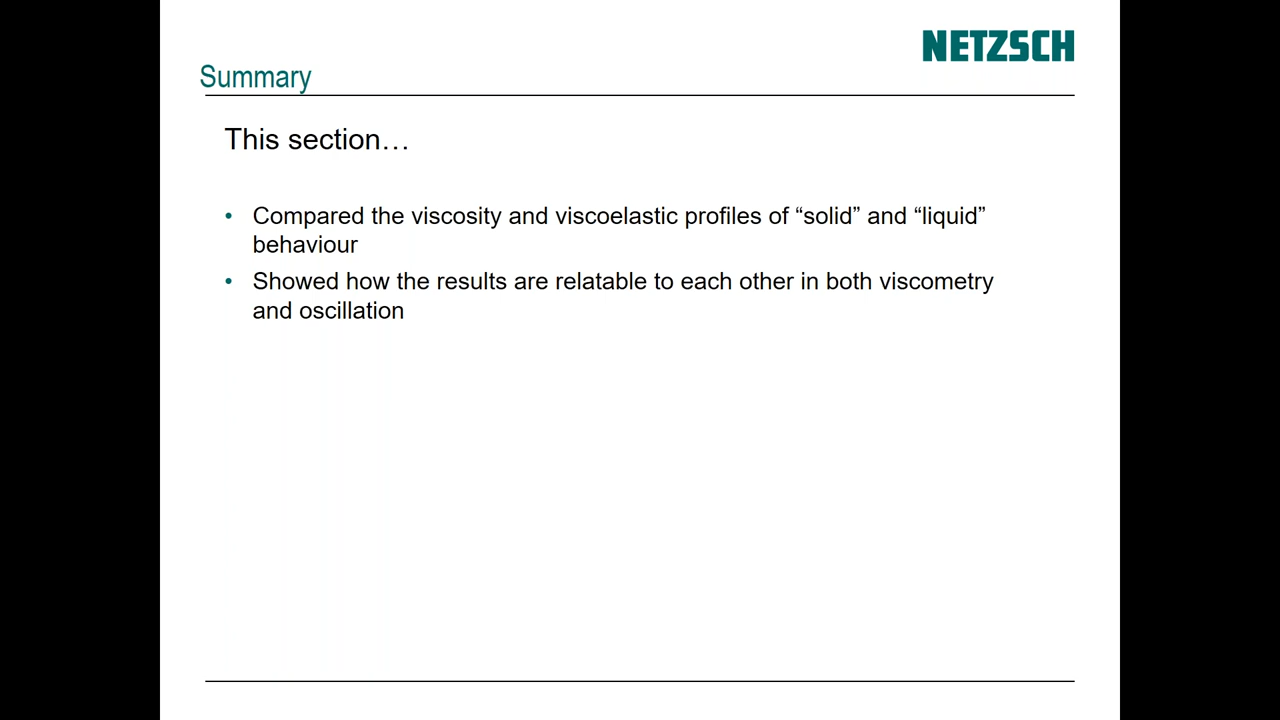 NETZSCH
Summary
This section…
• Compared the viscosity and viscoelastic profiles of “solid” and “liquid”
behaviour
• Showed how the results are relatable to each other in both viscometry
and oscillation